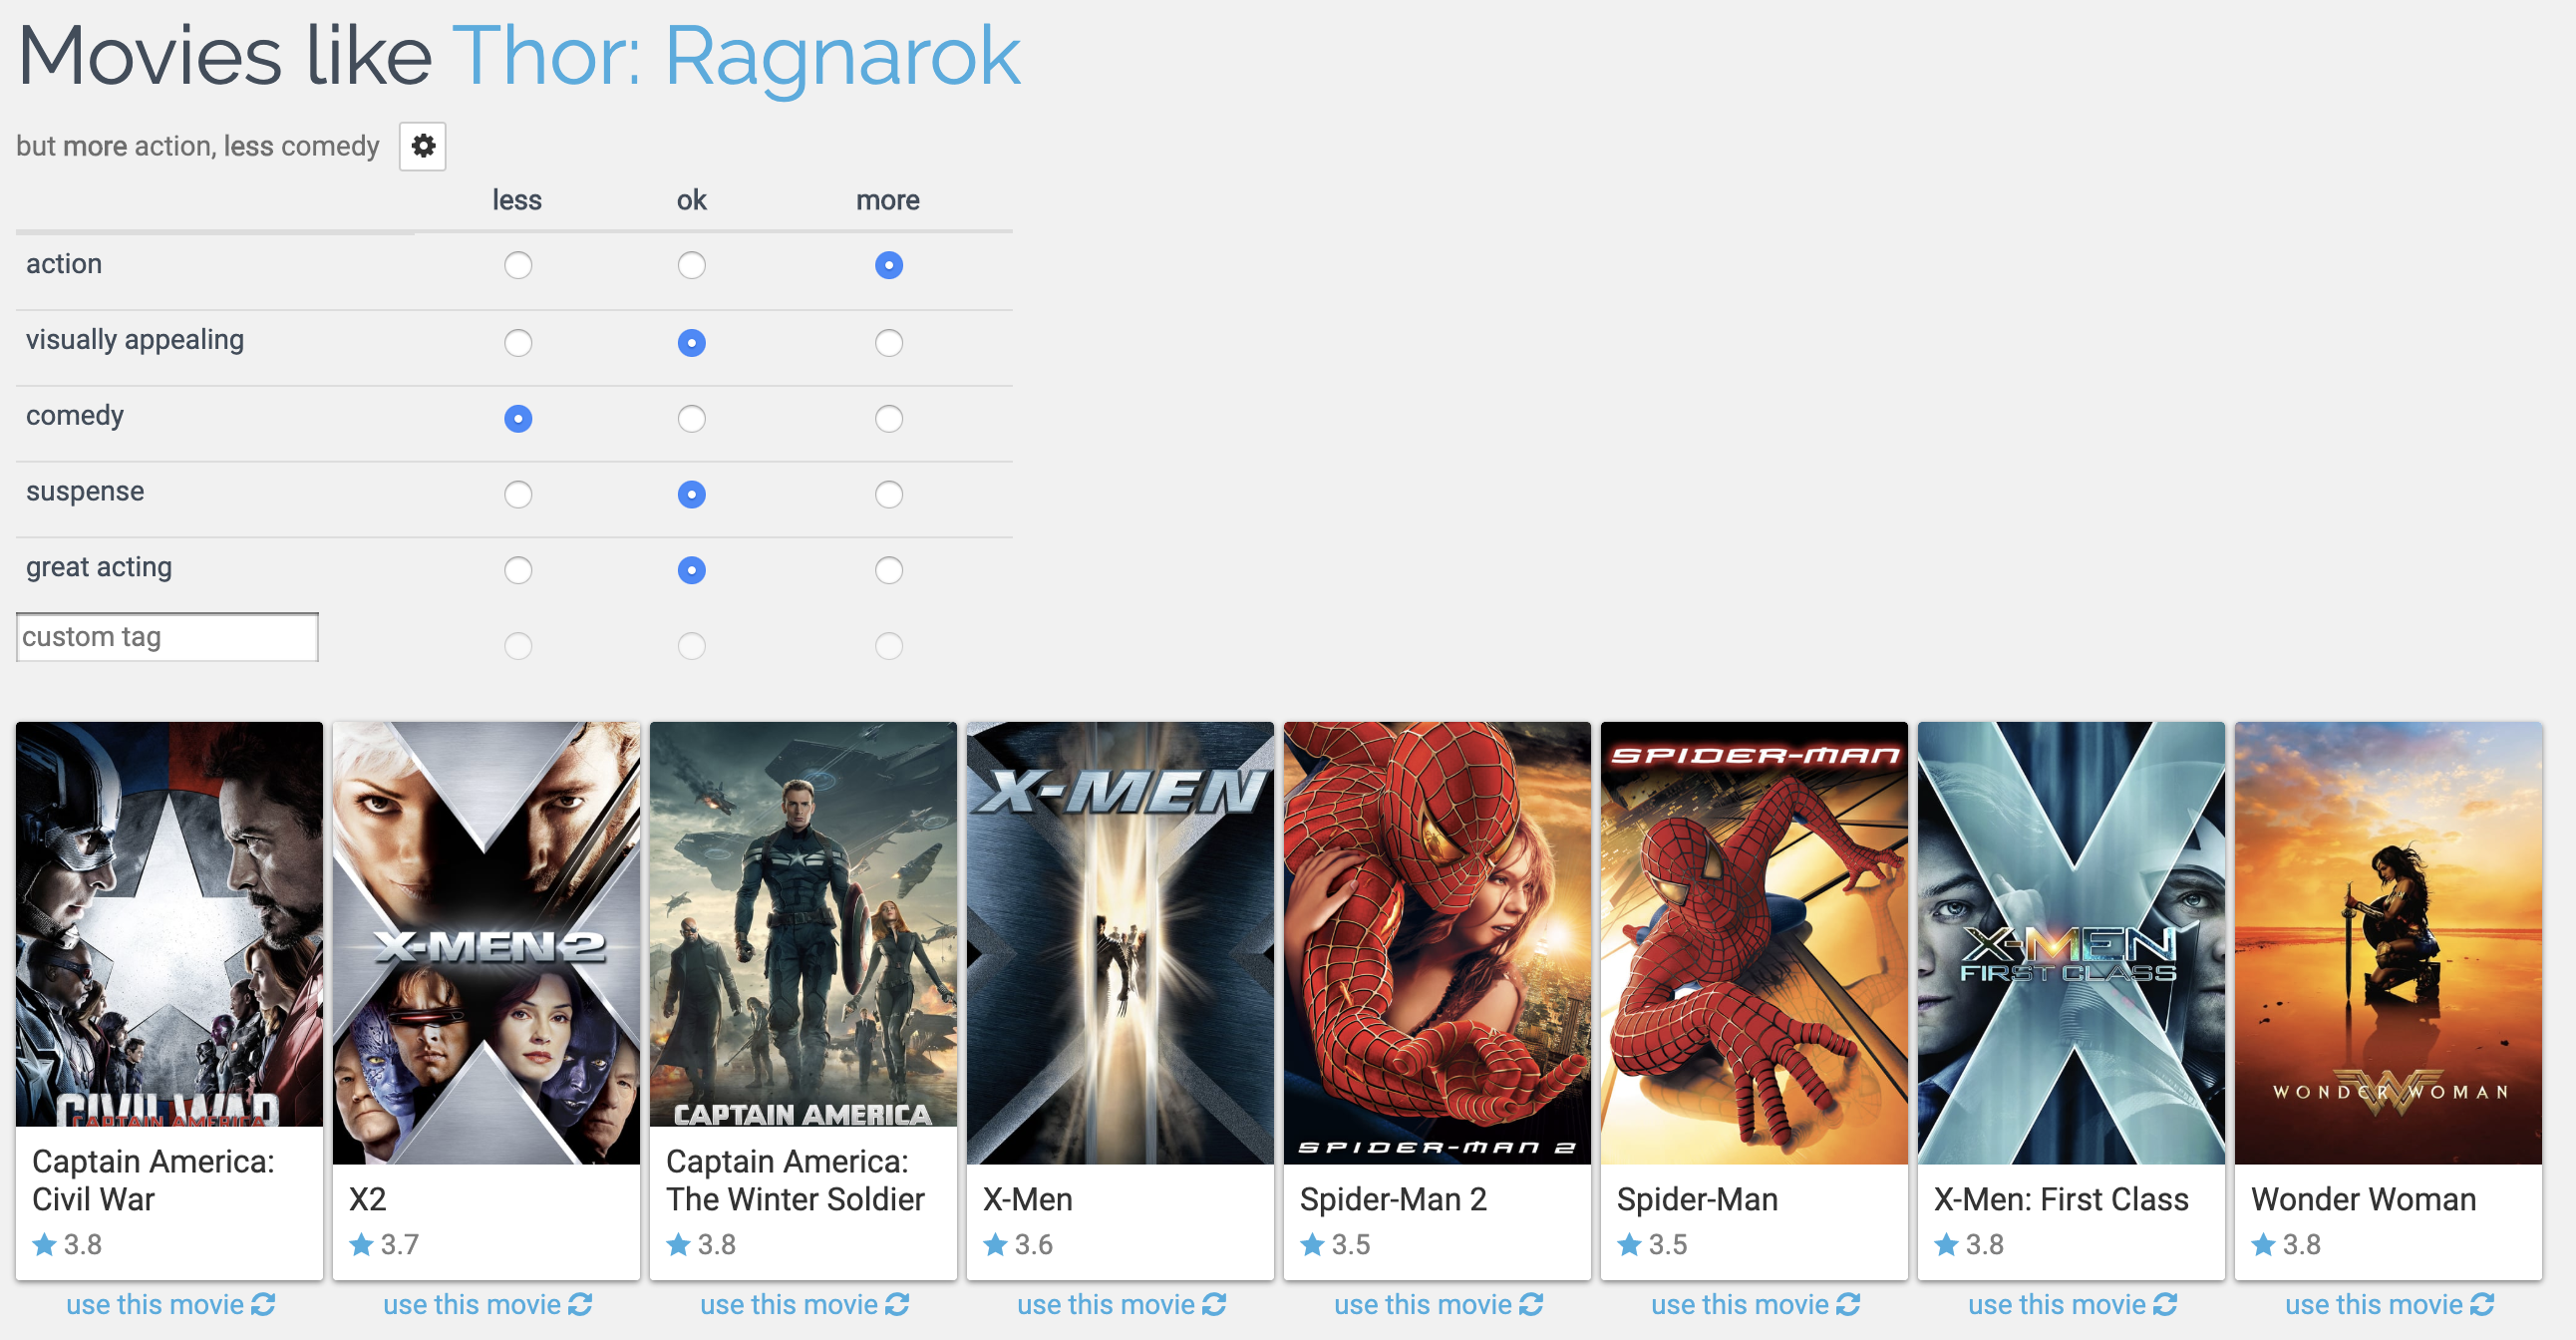 Movies like Thor: Ragnarok
but more action, less comedy
less ok more
action
visually appealing
comedy
suspense
great acting
custom tag
CIVIL WAR
CAPTAIN AMERICA
X-MEN 2
CAPTAIN AMERICA
X-MEN
SPIDER-MAN 2
SPIDER-MAN
X-MEN
FIRST CLASS
WONDER WOMAN
Captain America:
Civil War
3.8
use this movie
X2
3.7
use this movie
Captain America:
The Winter Soldier
3.8
use this movie
X-Men
3.6
use this movie
Spider-Man 2
3.5
use this movie
Spider-Man
3.5
use this movie
X-Men: First Class
3.8
use this movie
Wonder Woman
3.8
use this movie